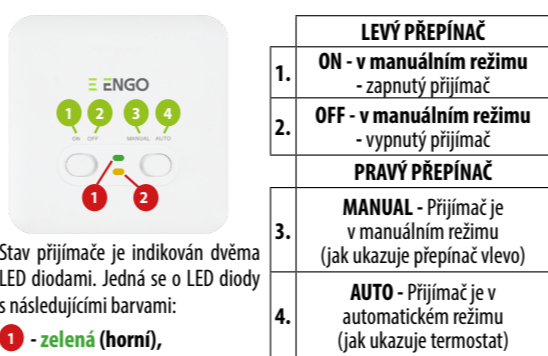 ENGO
1 2 3 4
ON OFF MANUAL AUTO
1 2
Stav přijímače je indikován dvěma
LED diodami. Jedná se o LED diody
s následujícími barvami:
1 - zelená (horní),
LEVÝ PŘEPÍNAČ
1. ON - v manuálním režimu
- zapnutý přijímač
2. OFF - v manuálním režimu
- vypnutý přijímač
PRAVÝ PŘEPÍNAČ
3. MANUAL - Přijímač je
v manuálním režimu
(jak ukazuje přepínač vlevo)
4. AUTO - Přijímač je v
automatickém režimu
(jak ukazuje termostat)